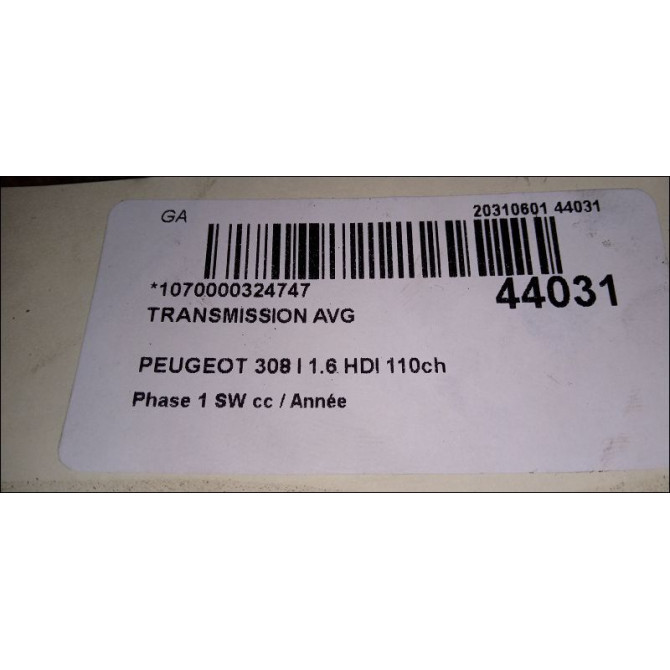 GA 20310601 44031
*1070000324747 44031
TRANSMISSION AVG
PEUGEOT 308 I 1.6 HDI 110ch
Phase 1 SW cc / Année